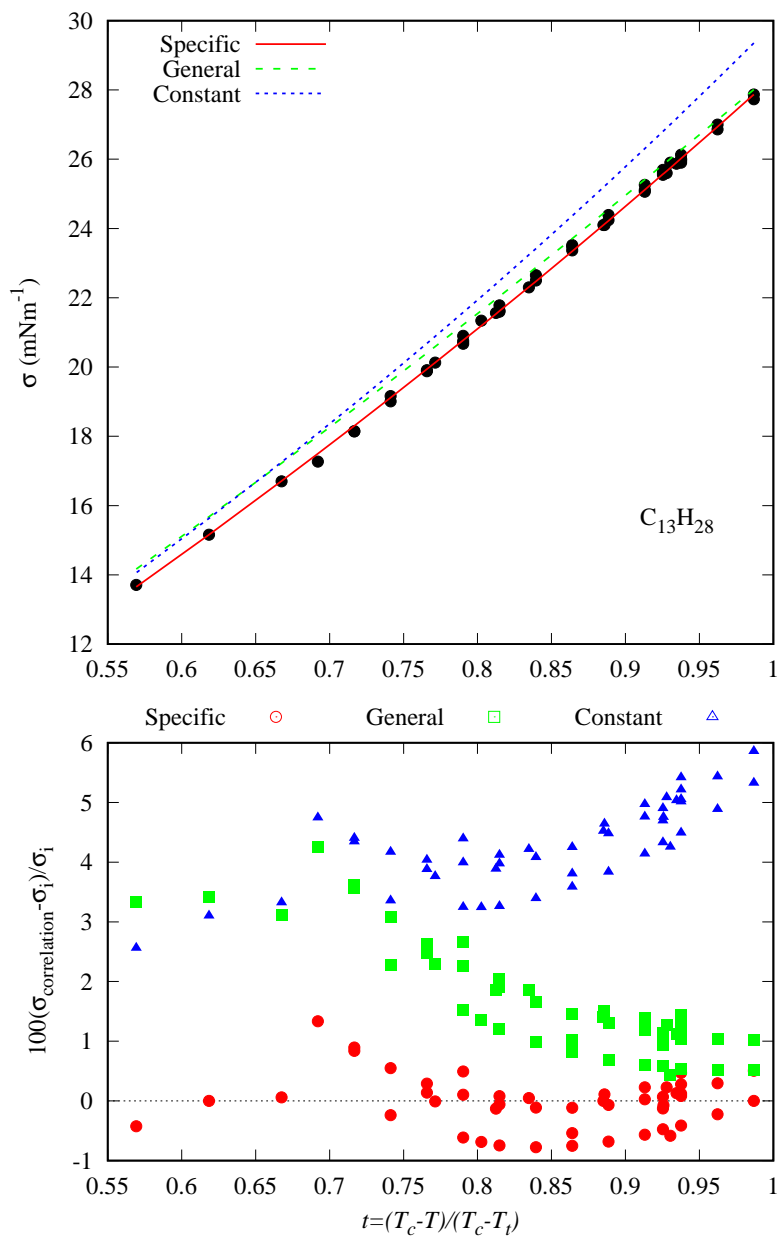 30
28
26
24
22
20
18
16
14
12
σ (mNm⁻¹)
Specific
General
Constant
C₁₃H₂₈
0.55 0.6 0.65 0.7 0.75 0.8 0.85 0.9 0.95 1
Specific General Constant
6
5
4
3
2
1
0
-1
100(σcorrelation-σi)/σi
0.55 0.6 0.65 0.7 0.75 0.8 0.85 0.9 0.95 1
t=(Tc-T)/(Tc-Tt)